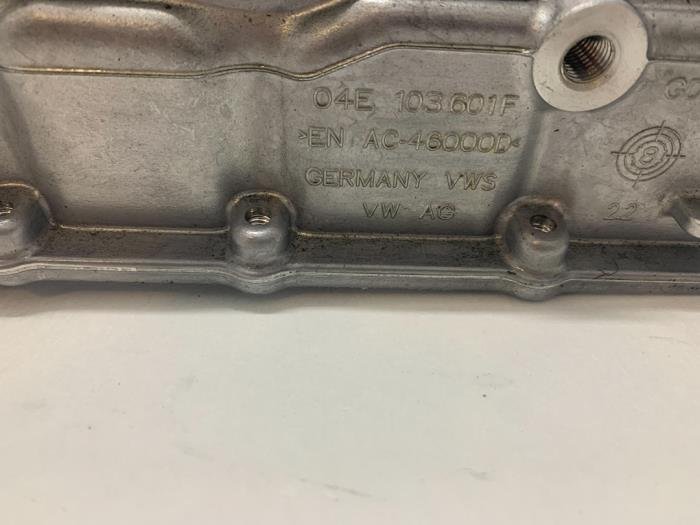 04E 103.601F
>EN AC-46000D<
GERMANY VWS
VW AG
22